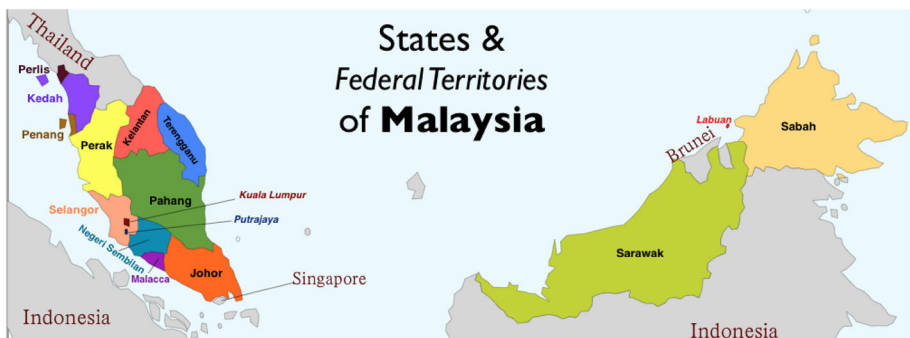 States &
Federal Territories
of Malaysia
Thailand
Perlis
Kedah
Penang
Perak
Kelantan
Terengganu
Pahang
Kuala Lumpur
Selangor
Putrajaya
Negeri Sembilan
Malacca
Johor
Singapore
Indonesia
Labuan
Brunei
Sabah
Sarawak
Indonesia